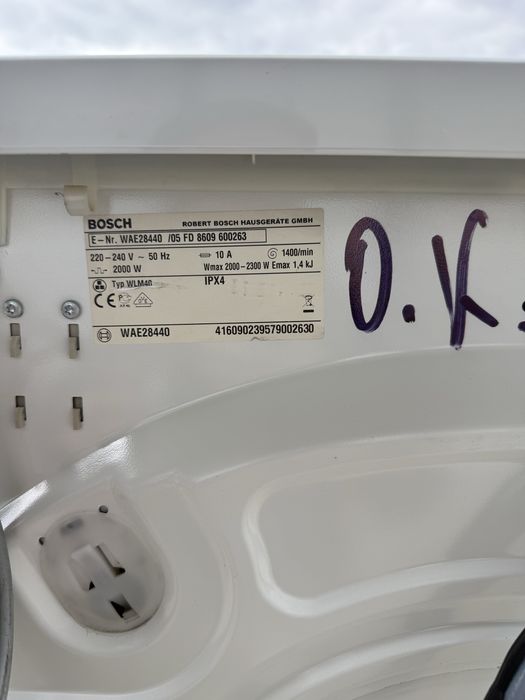 BOSCH ROBERT BOSCH HAUSGERÄTE GMBH
E-Nr. WAE28440 /05 FD 8609 600263
220-240 V ~ 50 Hz 10 A 1400/min
2000 W Wmax 2000-2300 W Emax 1,4 kJ
Typ WLM40 IPX4
CE
WAE28440 416090239579002630
O.K.